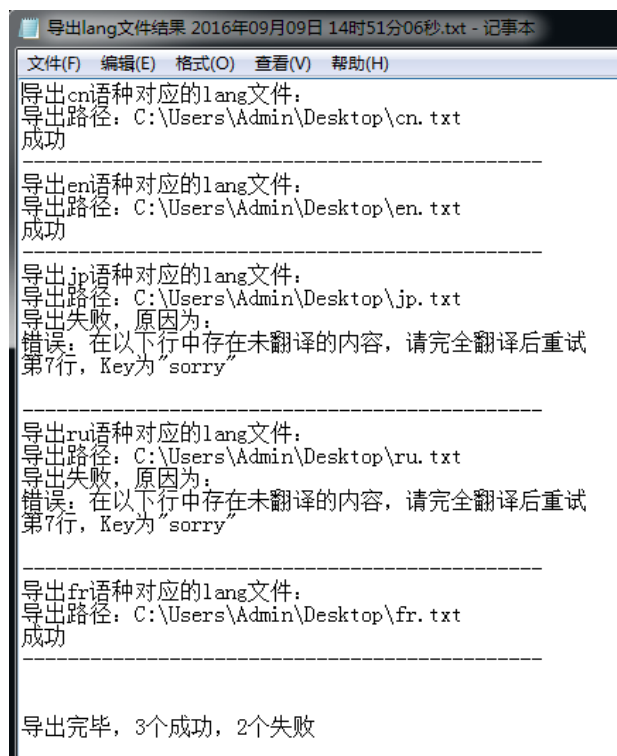 导出lang文件结果 2016年09月09日 14时51分06秒.txt - 记事本
文件(F) 编辑(E) 格式(O) 查看(V) 帮助(H)
导出cn语种对应的lang文件：
导出路径：C:\Users\Admin\Desktop\cn.txt
成功
----------------------------------------------
导出en语种对应的lang文件：
导出路径：C:\Users\Admin\Desktop\en.txt
成功
----------------------------------------------
导出jp语种对应的lang文件：
导出路径：C:\Users\Admin\Desktop\jp.txt
导出失败，原因为：
错误：在以下行中存在未翻译的内容，请完全翻译后重试
第7行，Key为"sorry"
----------------------------------------------
导出ru语种对应的lang文件：
导出路径：C:\Users\Admin\Desktop\ru.txt
导出失败，原因为：
错误：在以下行中存在未翻译的内容，请完全翻译后重试
第7行，Key为"sorry"
----------------------------------------------
导出fr语种对应的lang文件：
导出路径：C:\Users\Admin\Desktop\fr.txt
成功
----------------------------------------------
导出完毕，3个成功，2个失败